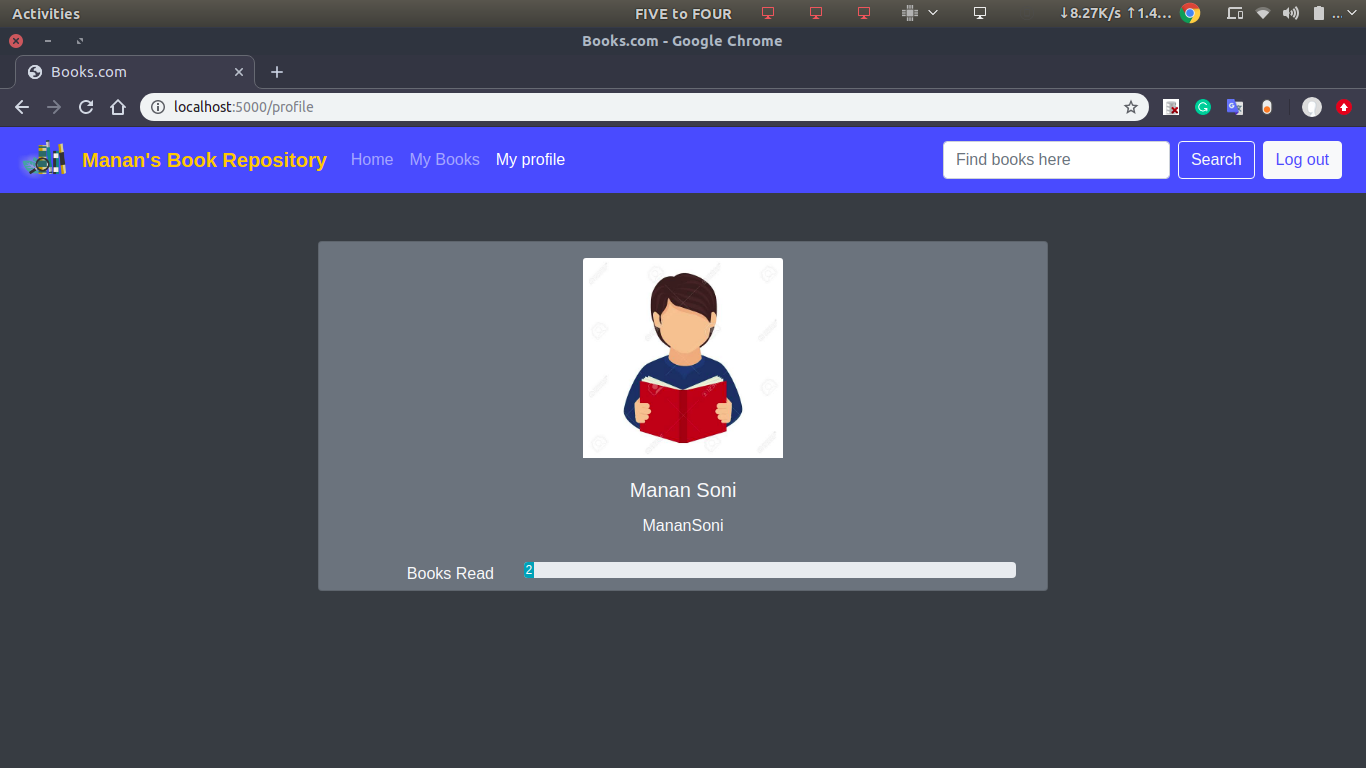 Activities
FIVE to FOUR
↓8.27K/s ↑1.4...
...
Books.com - Google Chrome
Books.com
localhost:5000/profile
Manan's Book Repository
Home
My Books
My profile
Find books here
Search
Log out
Manan Soni
MananSoni
Books Read
2